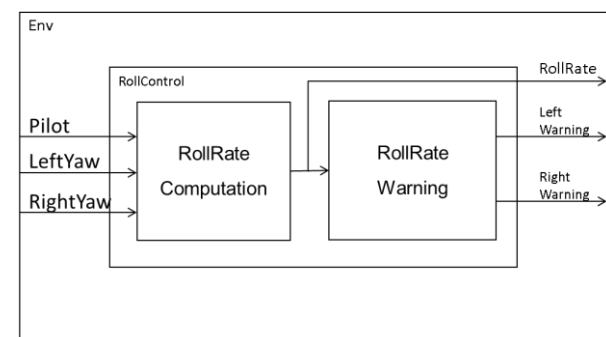 Env
RollRate
RollControl
Pilot
LeftYaw
RightYaw
RollRate
Computation
RollRate
Warning
Left
Warning
Right
Warning